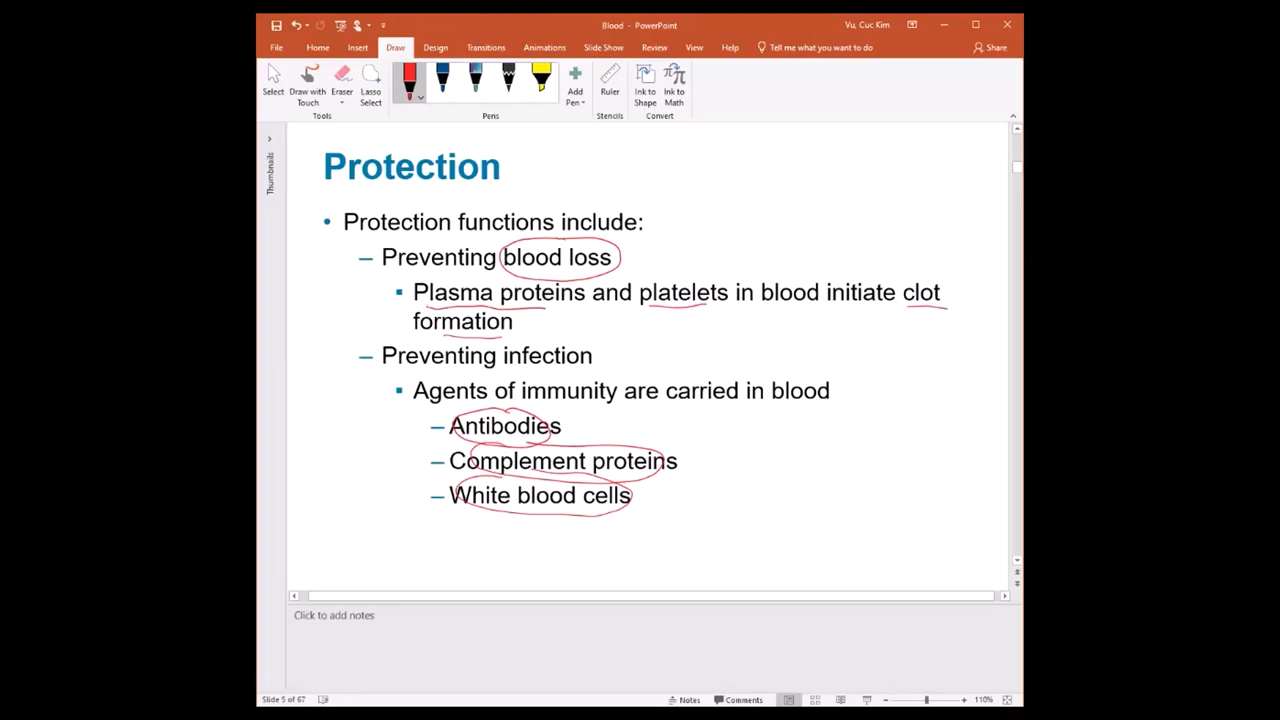 Blood - PowerPoint
Vu, Cuc Kim
File Home Insert Draw Design Transitions Animations Slide Show Review View Help Tell me what you want to do Share
Select
Draw with Touch
Eraser
Lasso Select
Add Pen
Ruler
Ink to Shape
Ink to Math
Tools
Pens
Stencils
Convert
Thumbnails
Protection
• Protection functions include:
– Preventing blood loss
▪ Plasma proteins and platelets in blood initiate clot
formation
– Preventing infection
▪ Agents of immunity are carried in blood
– Antibodies
– Complement proteins
– White blood cells
Click to add notes
Slide 5 of 67
Notes
Comments
110%